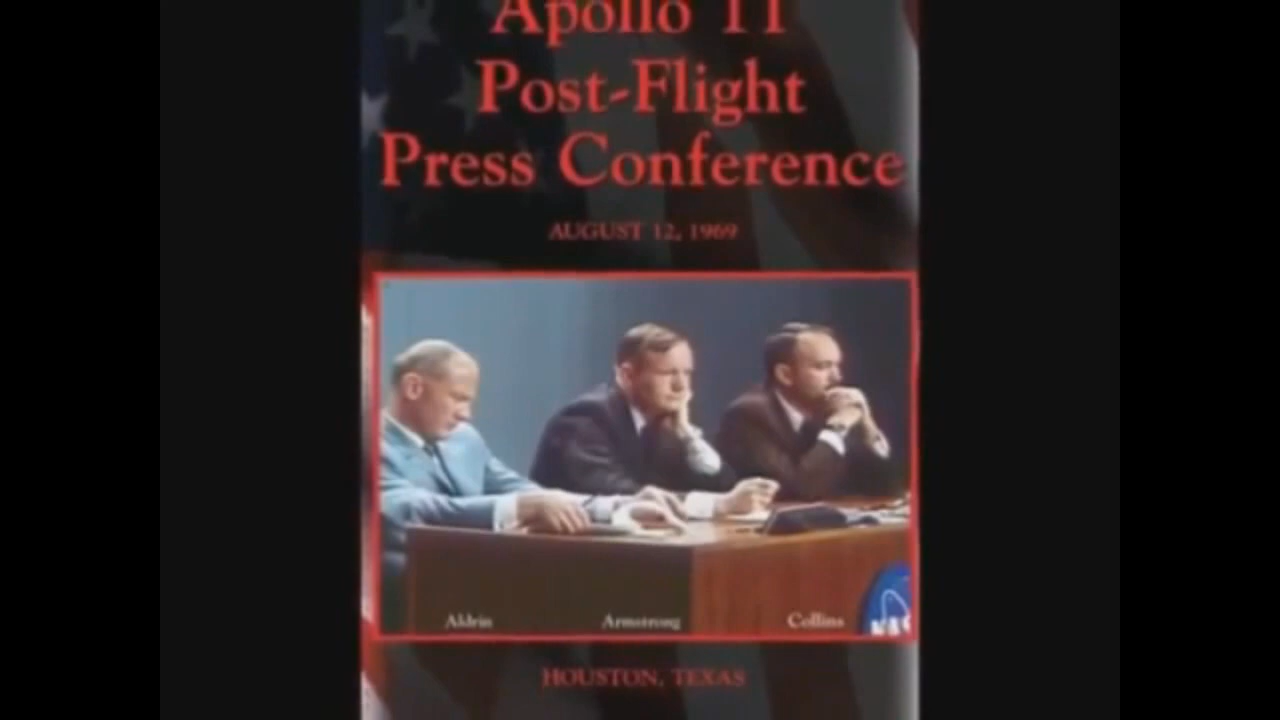 Apollo 11
Post-Flight
Press Conference
AUGUST 12, 1969
Aldrin Armstrong Collins
HOUSTON, TEXAS